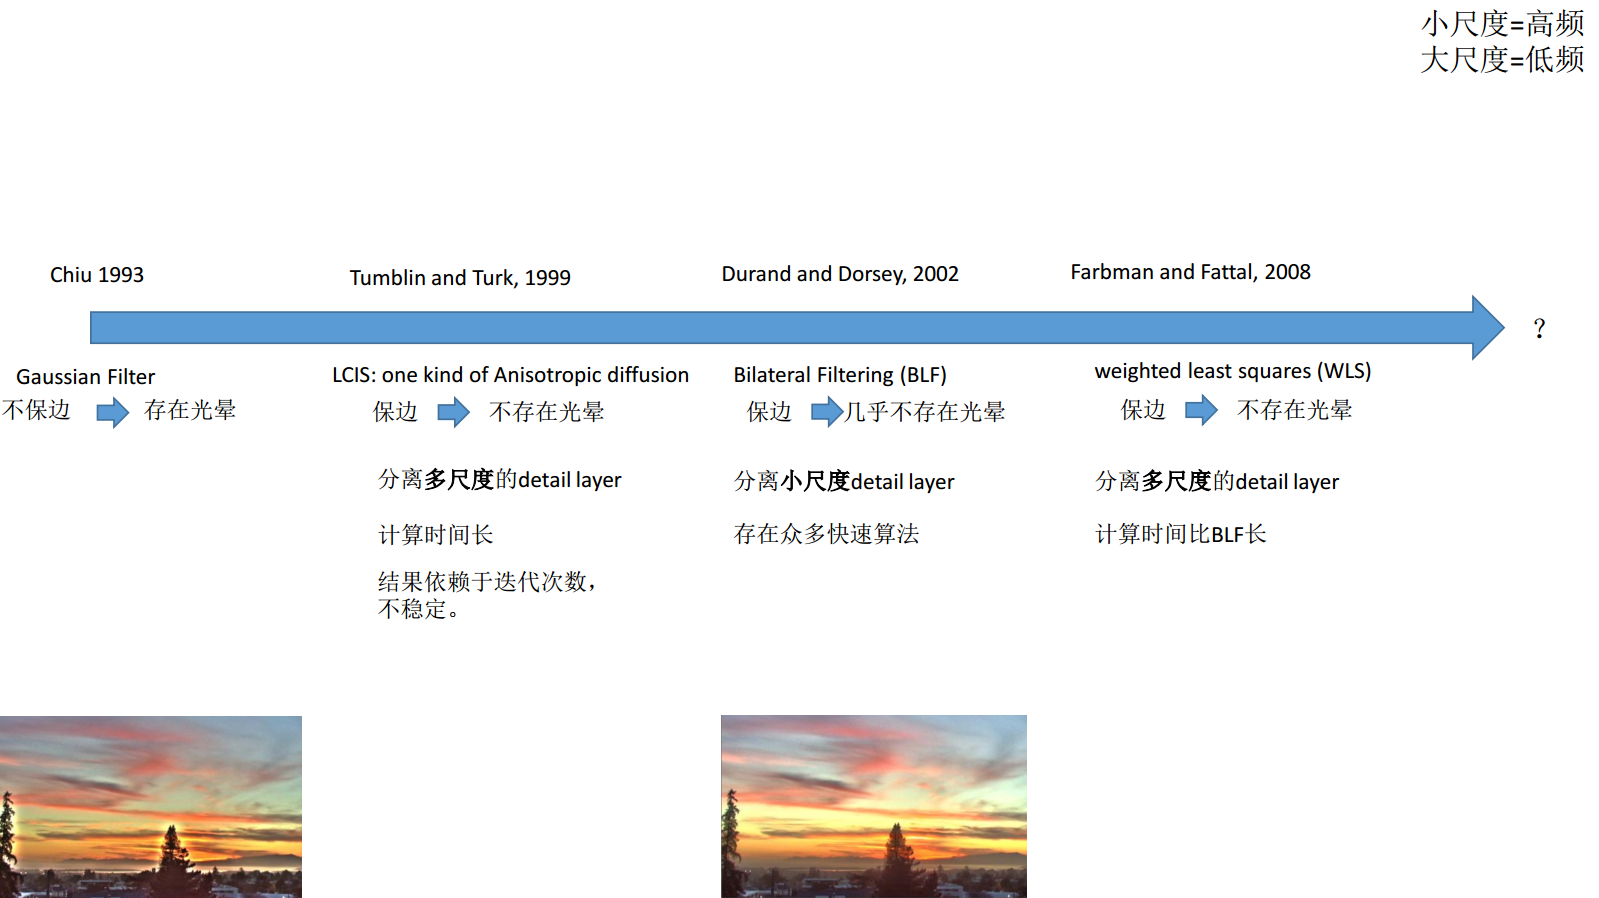 小尺度=高频
大尺度=低频
Chiu 1993
Tumblin and Turk, 1999
Durand and Dorsey, 2002
Farbman and Fattal, 2008
?
Gaussian Filter
不保边 存在光晕
LCIS: one kind of Anisotropic diffusion
保边 不存在光晕
分离多尺度的detail layer
计算时间长
结果依赖于迭代次数,
不稳定。
Bilateral Filtering (BLF)
保边 几乎不存在光晕
分离小尺度detail layer
存在众多快速算法
weighted least squares (WLS)
保边 不存在光晕
分离多尺度的detail layer
计算时间比BLF长